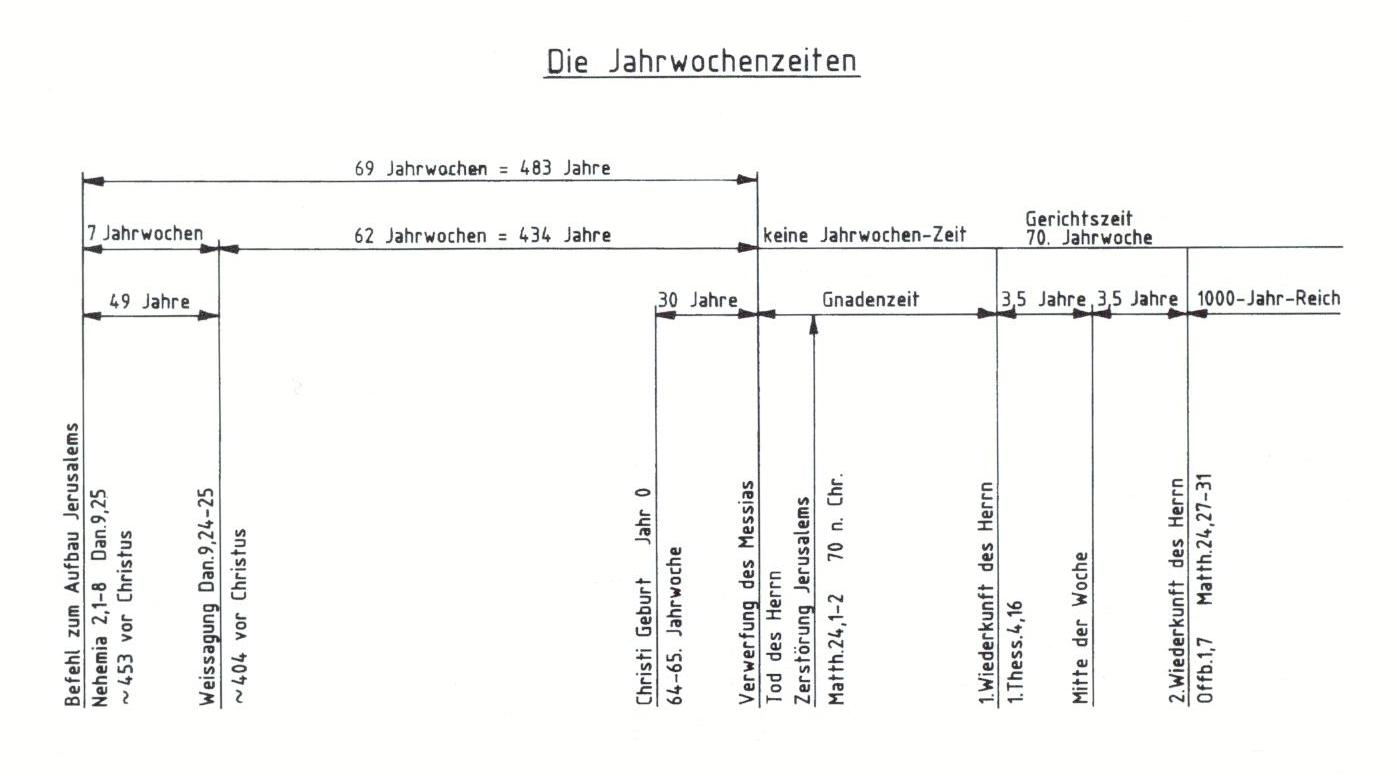 Die Jahrwochenzeiten
69 Jahrwochen = 483 Jahre
7 Jahrwochen
62 Jahrwochen = 434 Jahre
keine Jahrwochen-Zeit
Gerichtszeit
70. Jahrwoche
49 Jahre
30 Jahre
Gnadenzeit
3,5 Jahre
3,5 Jahre
1000-Jahr-Reich
Befehl zum Aufbau Jerusalems
Nehemia 2,1-8 Dan.9,25
~453 vor Christus
Weissagung Dan.9,24-25
~404 vor Christus
Christi Geburt Jahr 0
64-65. Jahrwoche
Verwerfung des Messias
Tod des Herrn
Zerstörung Jerusalems
Matth.24,1-2 70 n. Chr.
1.Wiederkunft des Herrn
1.Thess.4,16
Mitte der Woche
2.Wiederkunft des Herrn
Offb.1,7 Matth.24,27-31